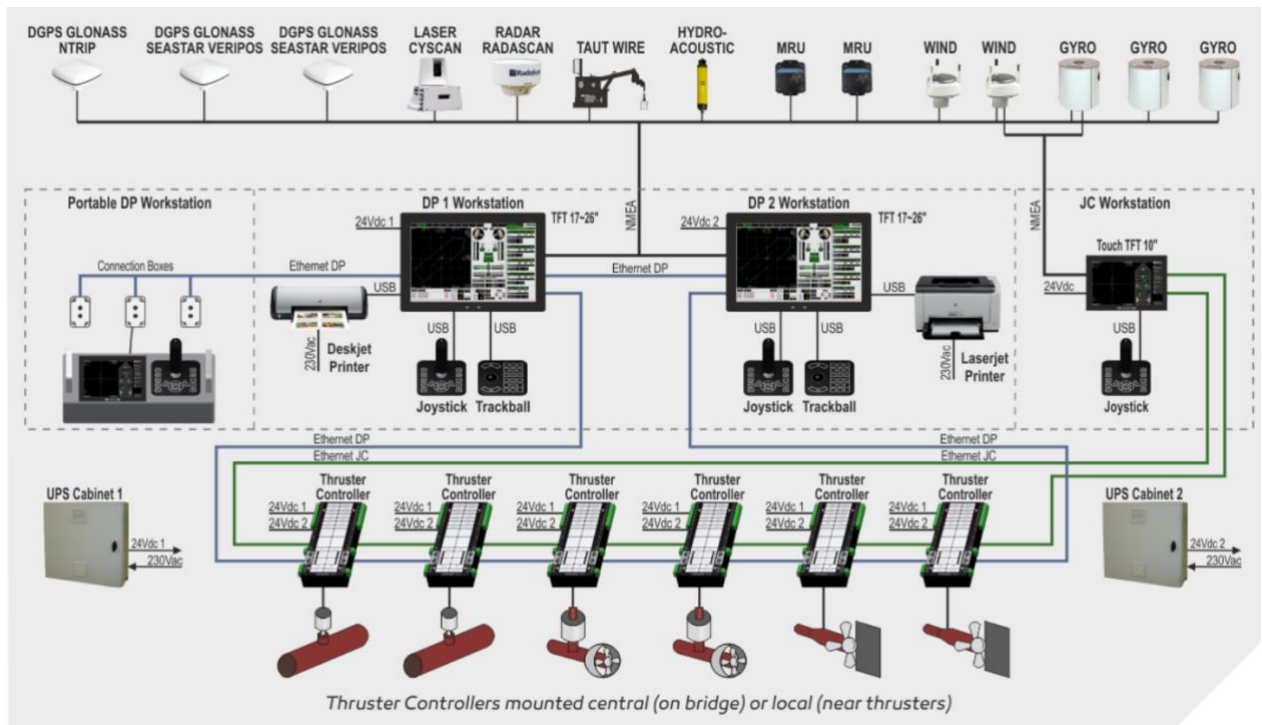 DGPS GLONASS
NTRIP
DGPS GLONASS
SEASTAR VERIPOS
DGPS GLONASS
SEASTAR VERIPOS
LASER
CYSCAN
RADAR
RADASCAN
TAUT WIRE
HYDRO-
ACOUSTIC
MRU
MRU
WIND
WIND
GYRO
GYRO
GYRO
Portable DP Workstation
DP 1 Workstation
DP 2 Workstation
JC Workstation
24Vdc 1
TFT 17~26"
NMEA
24Vdc 2
TFT 17~26"
NMEA
Touch TFT 10"
Connection Boxes
Ethernet DP
Ethernet DP
USB
USB
24Vdc
230Vac
Deskjet
Printer
USB
USB
USB
USB
230Vac
Laserjet
Printer
USB
Joystick
Trackball
Joystick
Trackball
Joystick
Ethernet DP
Ethernet DP
Ethernet JC
Ethernet JC
UPS Cabinet 1
24Vdc 1
230Vac
Thruster
Controller
24Vdc 1
24Vdc 2
Thruster
Controller
24Vdc 1
24Vdc 2
Thruster
Controller
24Vdc 1
24Vdc 2
Thruster
Controller
24Vdc 1
24Vdc 2
Thruster
Controller
24Vdc 1
24Vdc 2
Thruster
Controller
24Vdc 1
24Vdc 2
UPS Cabinet 2
24Vdc 2
230Vac
Thruster Controllers mounted central (on bridge) or local (near thrusters)